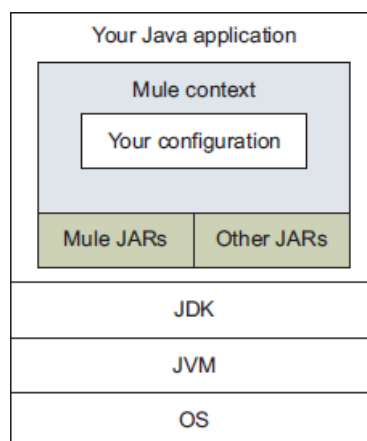 Your Java application
Mule context
Your configuration
Mule JARs
Other JARs
JDK
JVM
OS